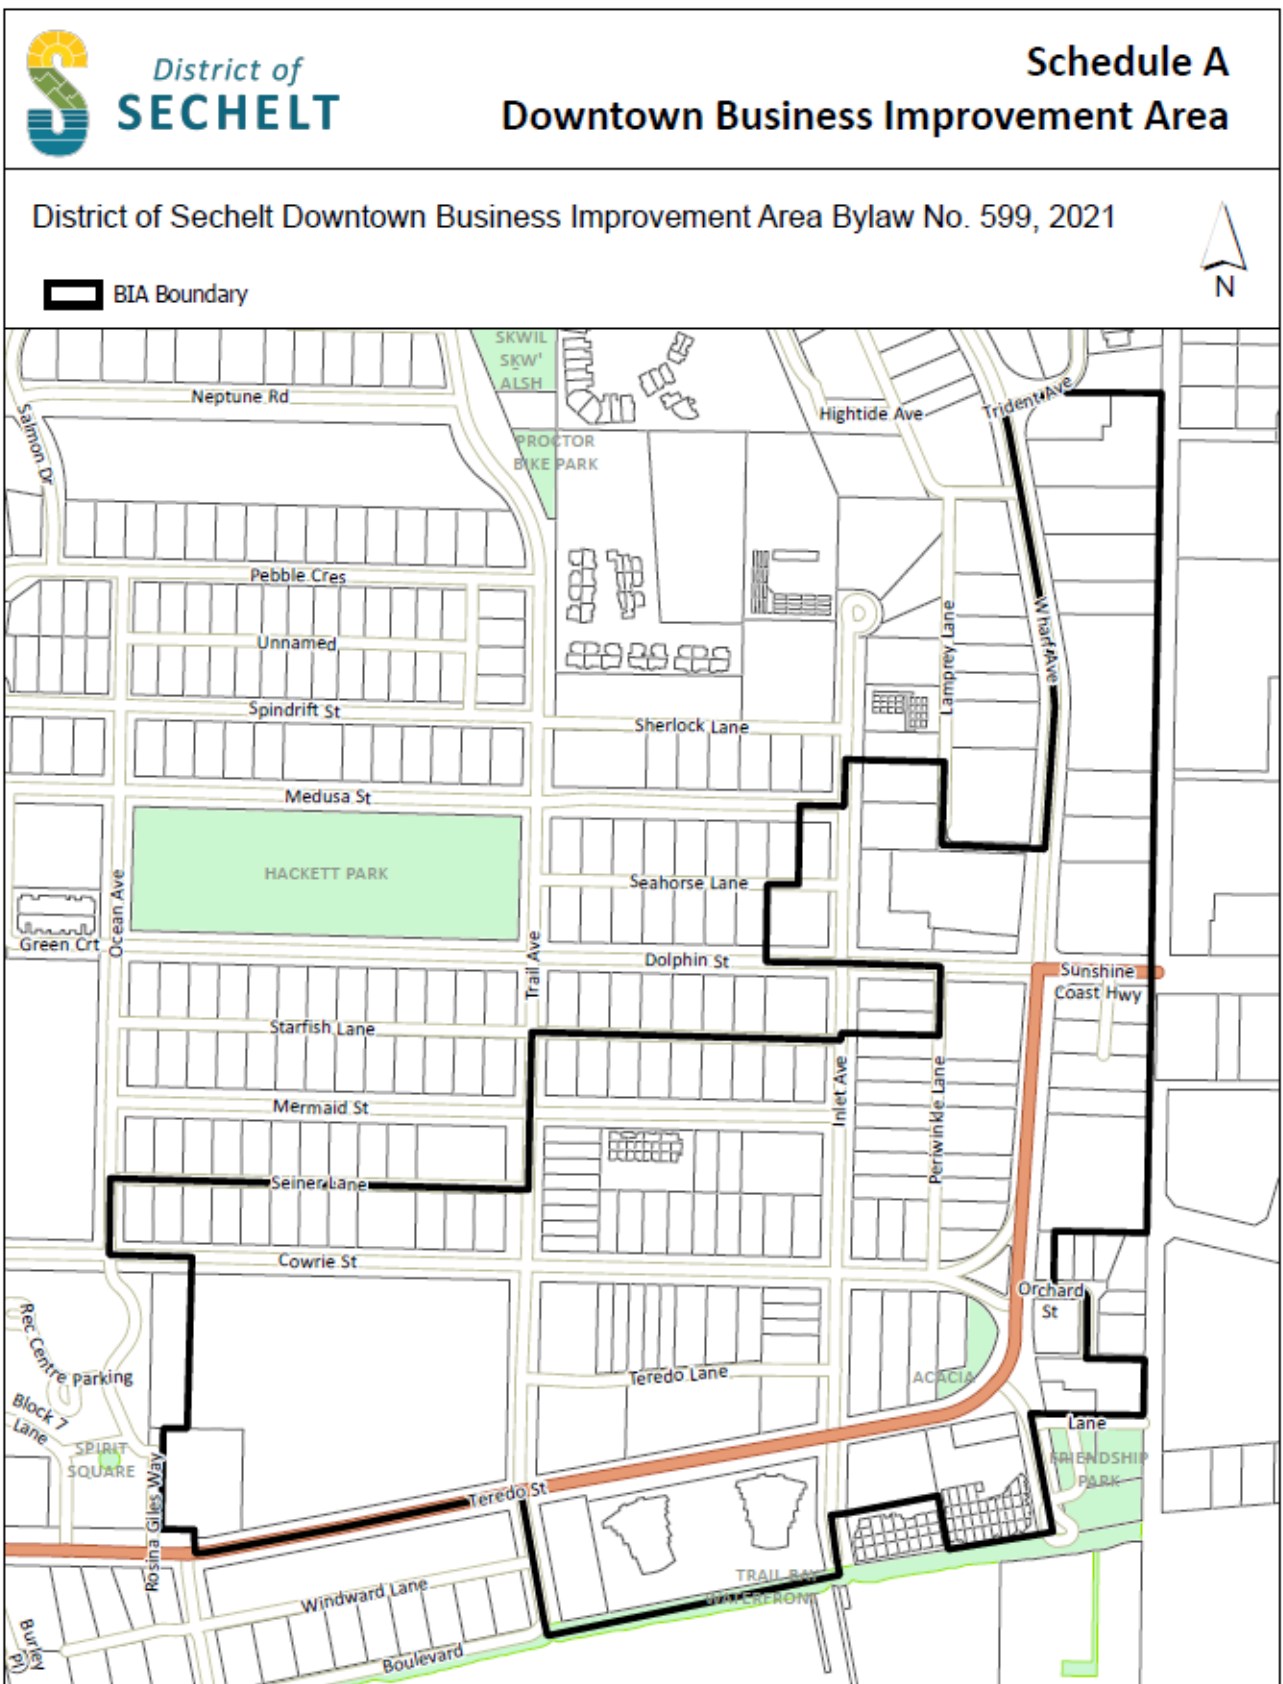 District of
SECHELT
Schedule A
Downtown Business Improvement Area
District of Sechelt Downtown Business Improvement Area Bylaw No. 599, 2021
BIA Boundary
N
SKWIL
SKW'
ALSH
Neptune Rd
Salmon Dr
Hightide Ave
Trident Ave
PROCTOR
BIKE PARK
Pebble Cres
Unnamed
Wharf Ave
Lamprey Lane
Spindrift St
Sherlock Lane
Medusa St
HACKETT PARK
Seahorse Lane
Ocean Ave
Green Crt
Trail Ave
Dolphin St
Sunshine
Coast Hwy
Starfish Lane
Inlet Ave
Periwinkle Lane
Mermaid St
Seiner Lane
Cowrie St
Orchard
St
Rec Centre Parking
Teredo Lane
ACACIA
Block 7
Lane
Lane
SPIRIT
SQUARE
FRIENDSHIP
PARK
Rosina Giles Way
Teredo St
TRAIL BAY
WATERFRONT
Windward Lane
Burley
Pl
Boulevard